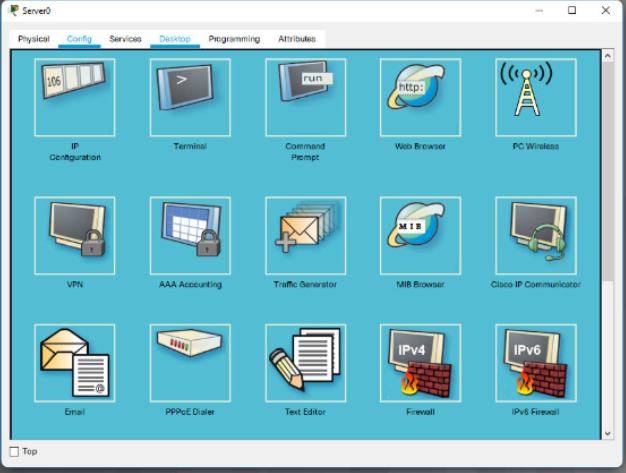 Server0
Physical Config Services Desktop Programming Attributes
106
>
run
http:
IP
Configuration
Terminal
Command
Prompt
Web Browser
PC Wireless
MIB
VPN
AAA Accounting
Traffic Generator
MIB Browser
Cisco IP Communicator
@
IPv4
IPv6
Email
PPPoE Dialer
Text Editor
Firewall
IPv6 Firewall
Top